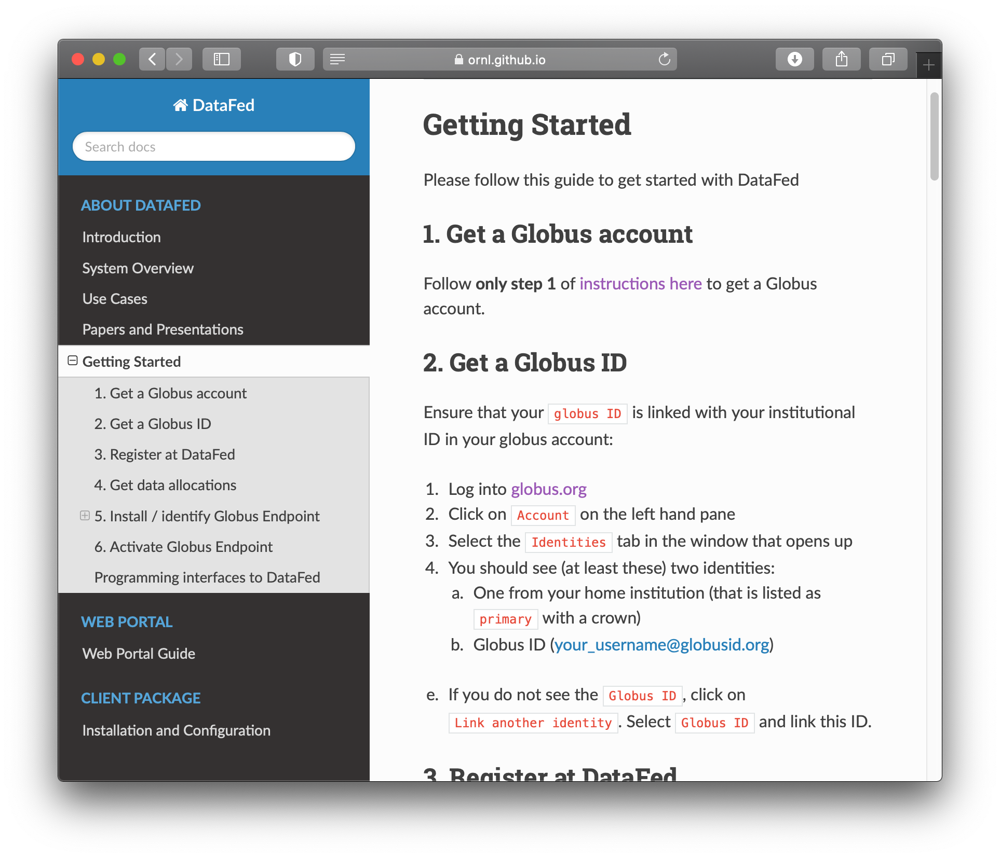 ornl.github.io
DataFed
Search docs
ABOUT DATAFED
Introduction
System Overview
Use Cases
Papers and Presentations
Getting Started
1. Get a Globus account
2. Get a Globus ID
3. Register at DataFed
4. Get data allocations
5. Install / identify Globus Endpoint
6. Activate Globus Endpoint
Programming interfaces to DataFed
WEB PORTAL
Web Portal Guide
CLIENT PACKAGE
Installation and Configuration
Getting Started
Please follow this guide to get started with DataFed
1. Get a Globus account
Follow only step 1 of instructions here to get a Globus
account.
2. Get a Globus ID
Ensure that your globus ID is linked with your institutional
ID in your globus account:
1. Log into globus.org
2. Click on Account on the left hand pane
3. Select the Identities tab in the window that opens up
4. You should see (at least these) two identities:
a. One from your home institution (that is listed as
primary with a crown)
b. Globus ID (your_username@globusid.org)
e. If you do not see the Globus ID, click on
Link another identity. Select Globus ID and link this ID.
3. Register at DataFed